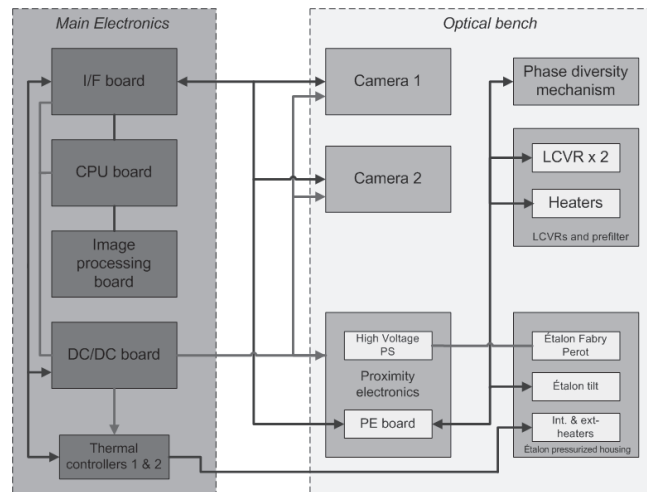 Main Electronics
I/F board
CPU board
Image
processing
board
DC/DC board
Thermal
controllers 1 & 2
Optical bench
Camera 1
Camera 2
High Voltage
PS
Proximity
electronics
PE board
Phase diversity
mechanism
LCVR x 2
Heaters
LCVRs and prefilter
Étalon Fabry
Perot
Étalon tilt
Int. & ext-
heaters
Étalon pressurized housing